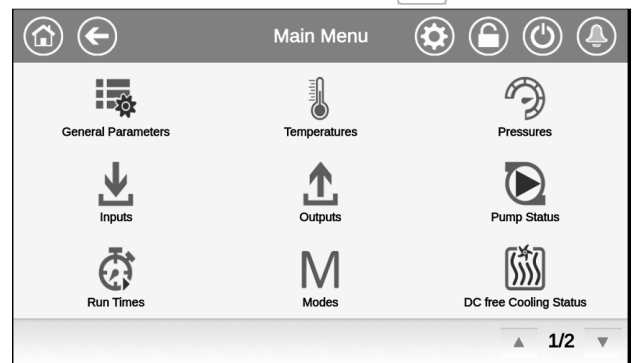 Main Menu
General Parameters
Temperatures
Pressures
Inputs
Outputs
Pump Status
M
Run Times
Modes
DC free Cooling Status
1/2